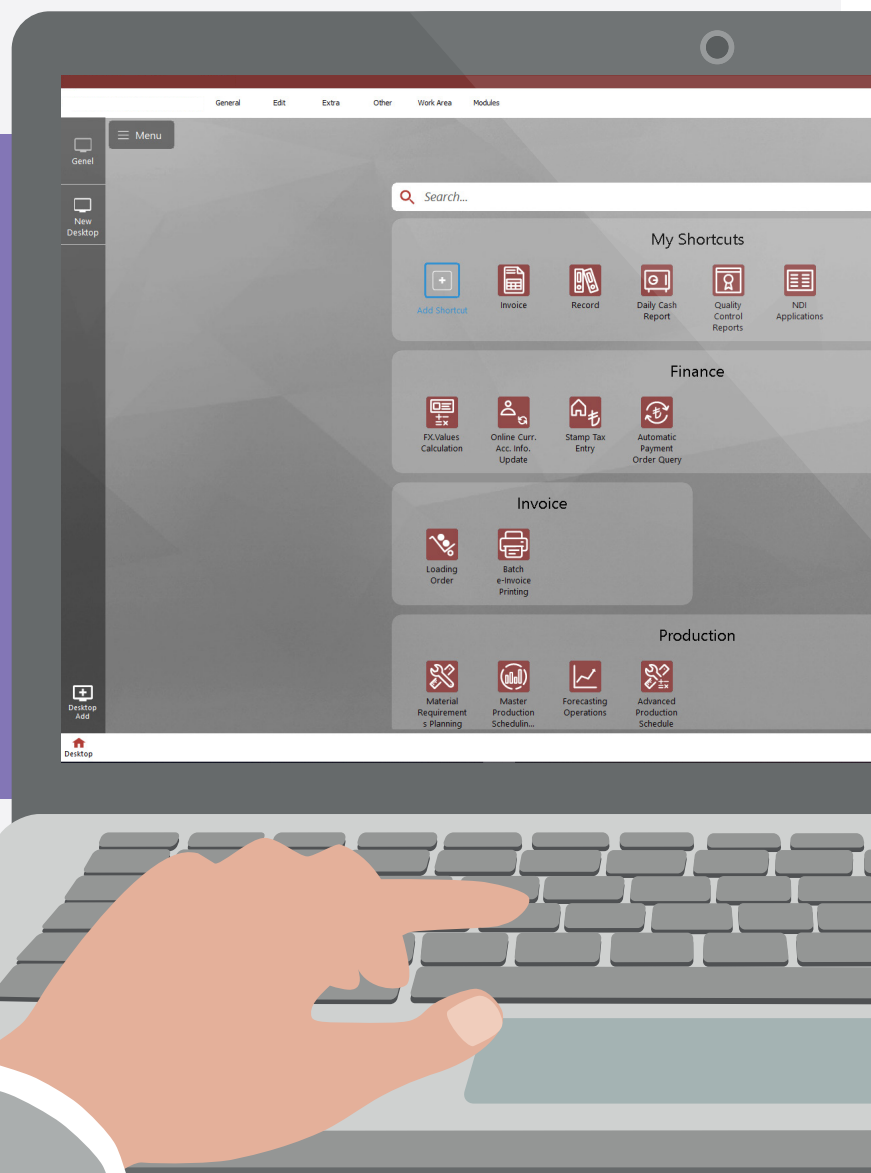 General Edit Extra Other Work Area Modules
Menu
Genel
New
Desktop
Search...
My Shortcuts
Add Shortcut Invoice Record Daily Cash Quality NDI
Report Control Applications
Reports
Finance
FX.Values Online Curr. Stamp Tax Automatic
Calculation Acc. Info. Entry Payment
Update Order Query
Invoice
Loading Batch
Order e-Invoice
Printing
Production
Material Master Forecasting Advanced
Requirement Production Operations Production
s Planning Schedulin... Schedule
Desktop
Add
Desktop